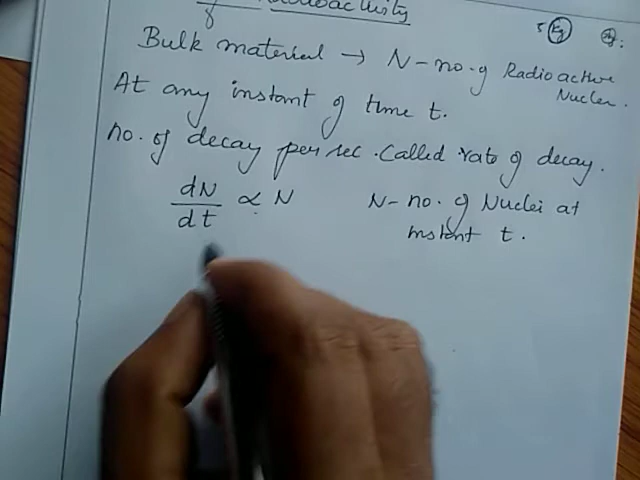 Radioactivity
Bulk material → N - no. of Radioactive
Nuclei.
At any instant of time t.
no. of decay per sec. Called rate of decay.
dN/dt ∝ N
N - no. of Nuclei at
instant t.